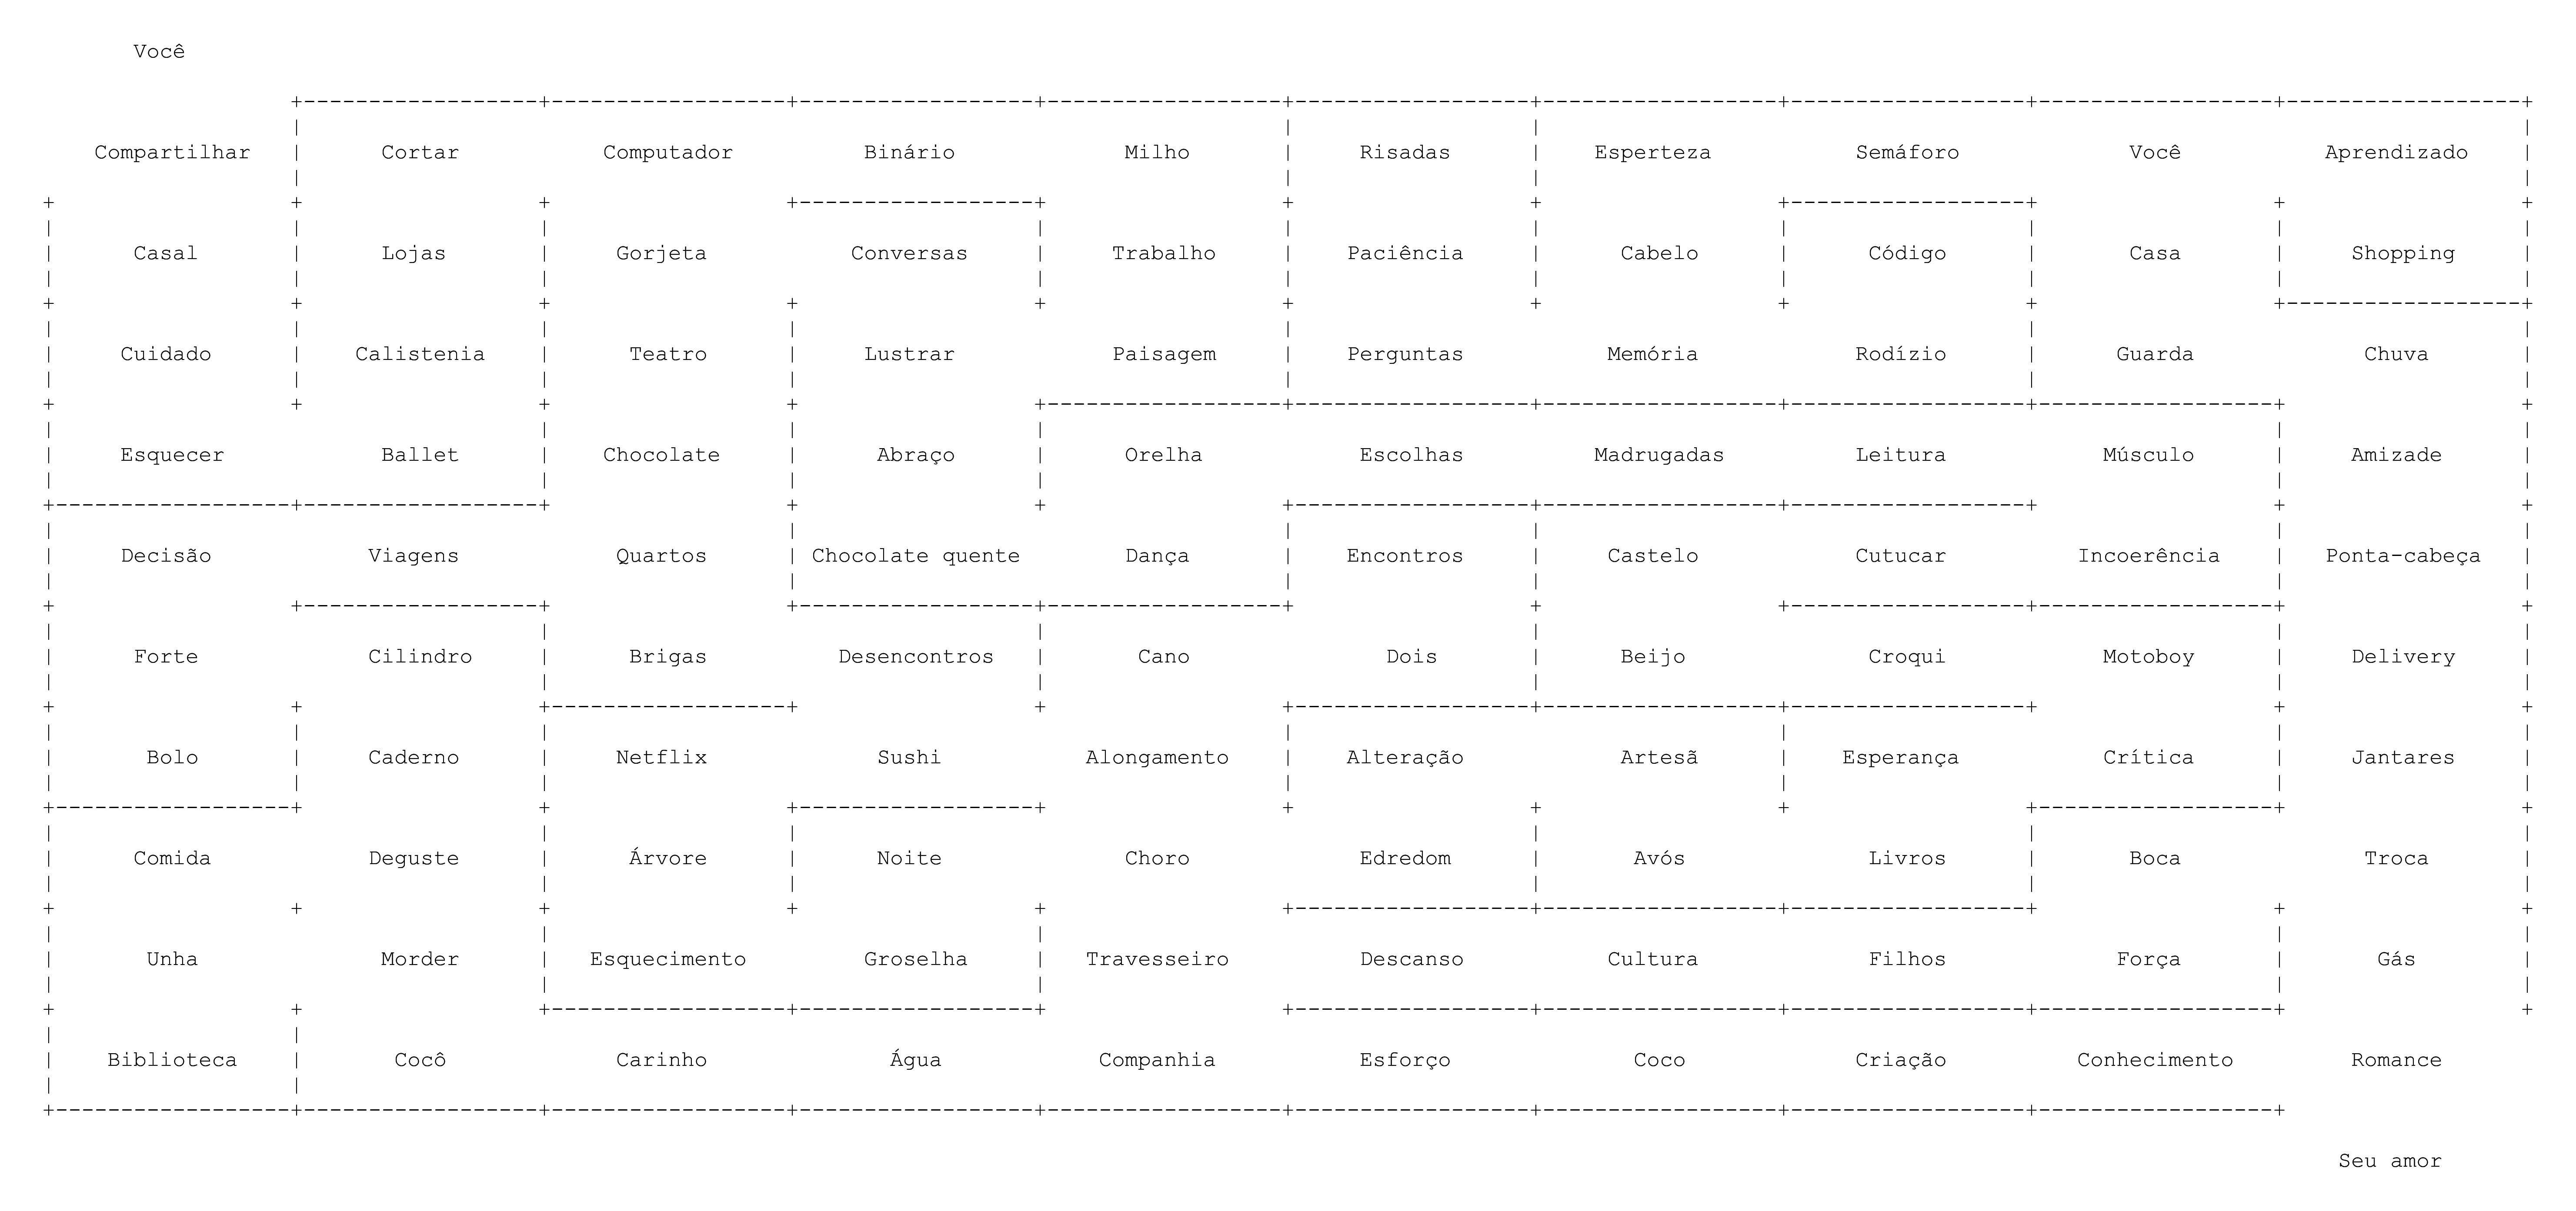 Você
Compartilhar Cortar Computador Binário Milho Risadas Esperteza Semáforo Você Aprendizado
Casal Lojas Gorjeta Conversas Trabalho Paciência Cabelo Código Casa Shopping
Cuidado Calistenia Teatro Lustrar Paisagem Perguntas Memória Rodízio Guarda Chuva
Esquecer Ballet Chocolate Abraço Orelha Escolhas Madrugadas Leitura Músculo Amizade
Decisão Viagens Quartos Chocolate quente Dança Encontros Castelo Cutucar Incoerência Ponta-cabeça
Forte Cilindro Brigas Desencontros Cano Dois Beijo Croqui Motoboy Delivery
Bolo Caderno Netflix Sushi Alongamento Alteração Artesã Esperança Crítica Jantares
Comida Deguste Árvore Noite Choro Edredom Avós Livros Boca Troca
Unha Morder Esquecimento Groselha Travesseiro Descanso Cultura Filhos Força Gás
Biblioteca Cocô Carinho Água Companhia Esforço Coco Criação Conhecimento Romance
Seu amor